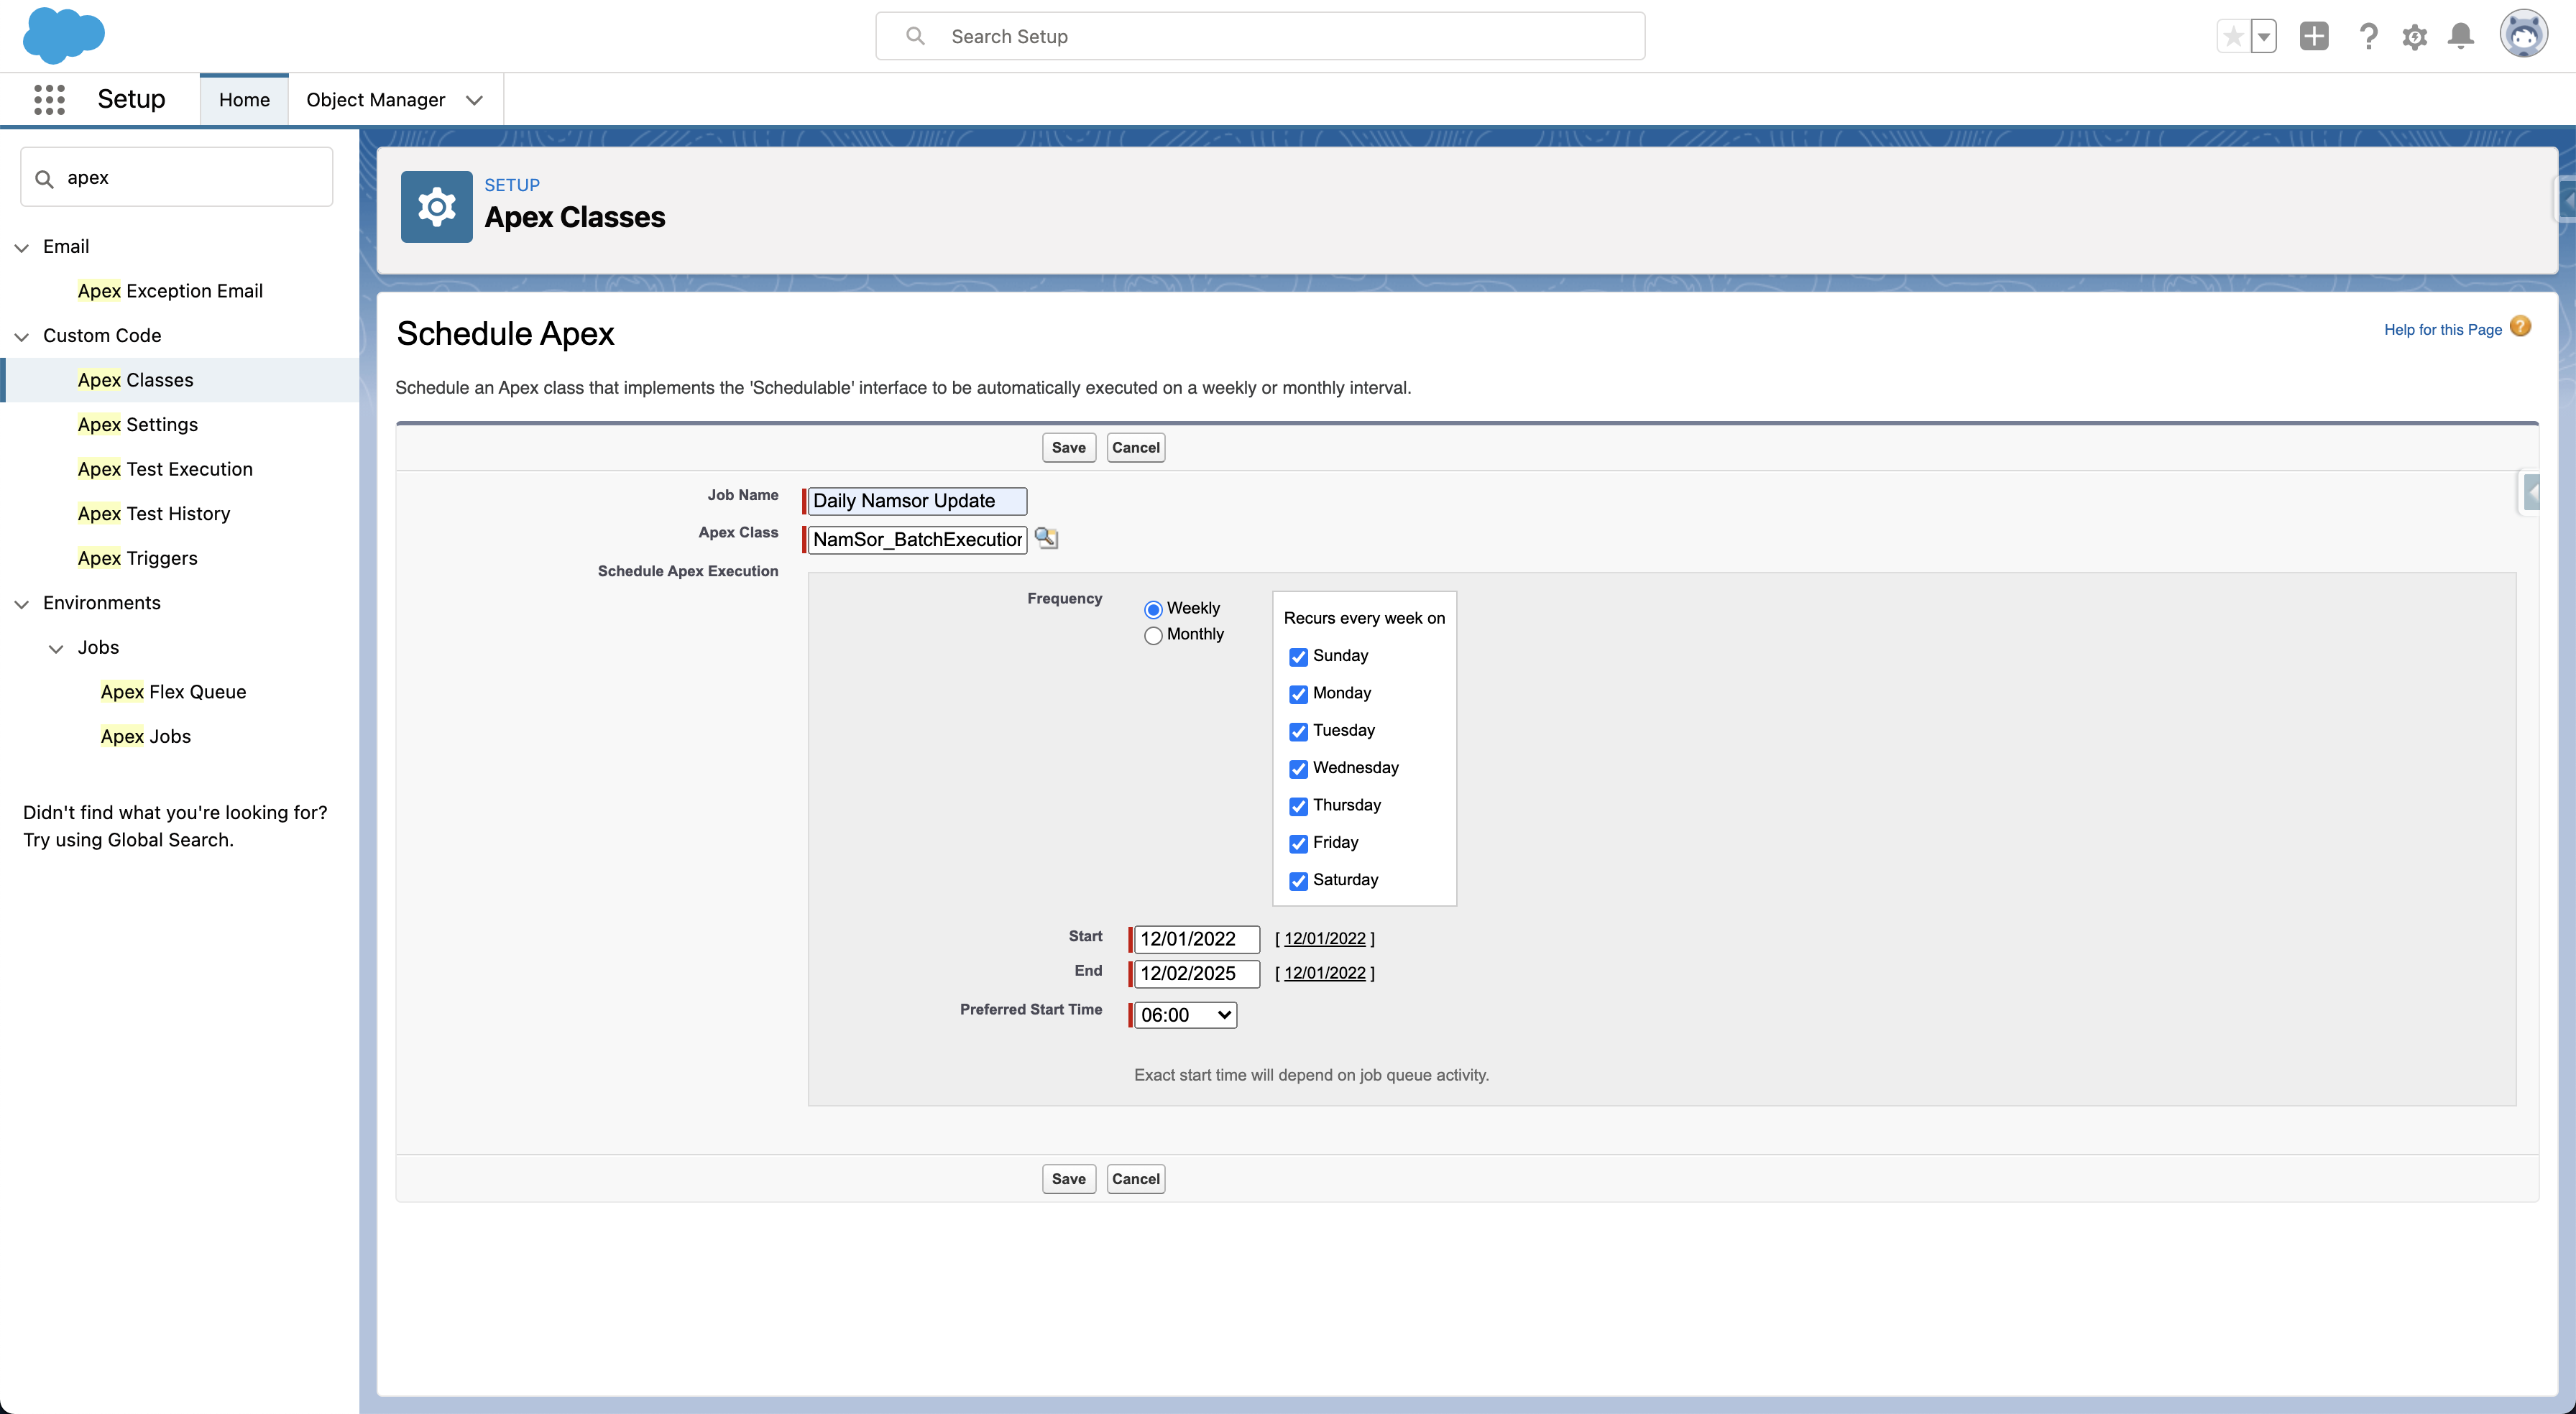 Search Setup
Setup
Home
Object Manager
apex
Email
Apex Exception Email
Custom Code
Apex Classes
Apex Settings
Apex Test Execution
Apex Test History
Apex Triggers
Environments
Jobs
Apex Flex Queue
Apex Jobs
Didn't find what you're looking for?
Try using Global Search.
SETUP
Apex Classes
Schedule Apex
Help for this Page ?
Schedule an Apex class that implements the 'Schedulable' interface to be automatically executed on a weekly or monthly interval.
Save Cancel
Job Name Daily Namsor Update
Apex Class NamSor_BatchExecution
Schedule Apex Execution
Frequency
Weekly
Monthly
Recurs every week on
Sunday
Monday
Tuesday
Wednesday
Thursday
Friday
Saturday
Start 12/01/2022 [ 12/01/2022 ]
End 12/02/2025 [ 12/01/2022 ]
Preferred Start Time 06:00
Exact start time will depend on job queue activity.
Save Cancel